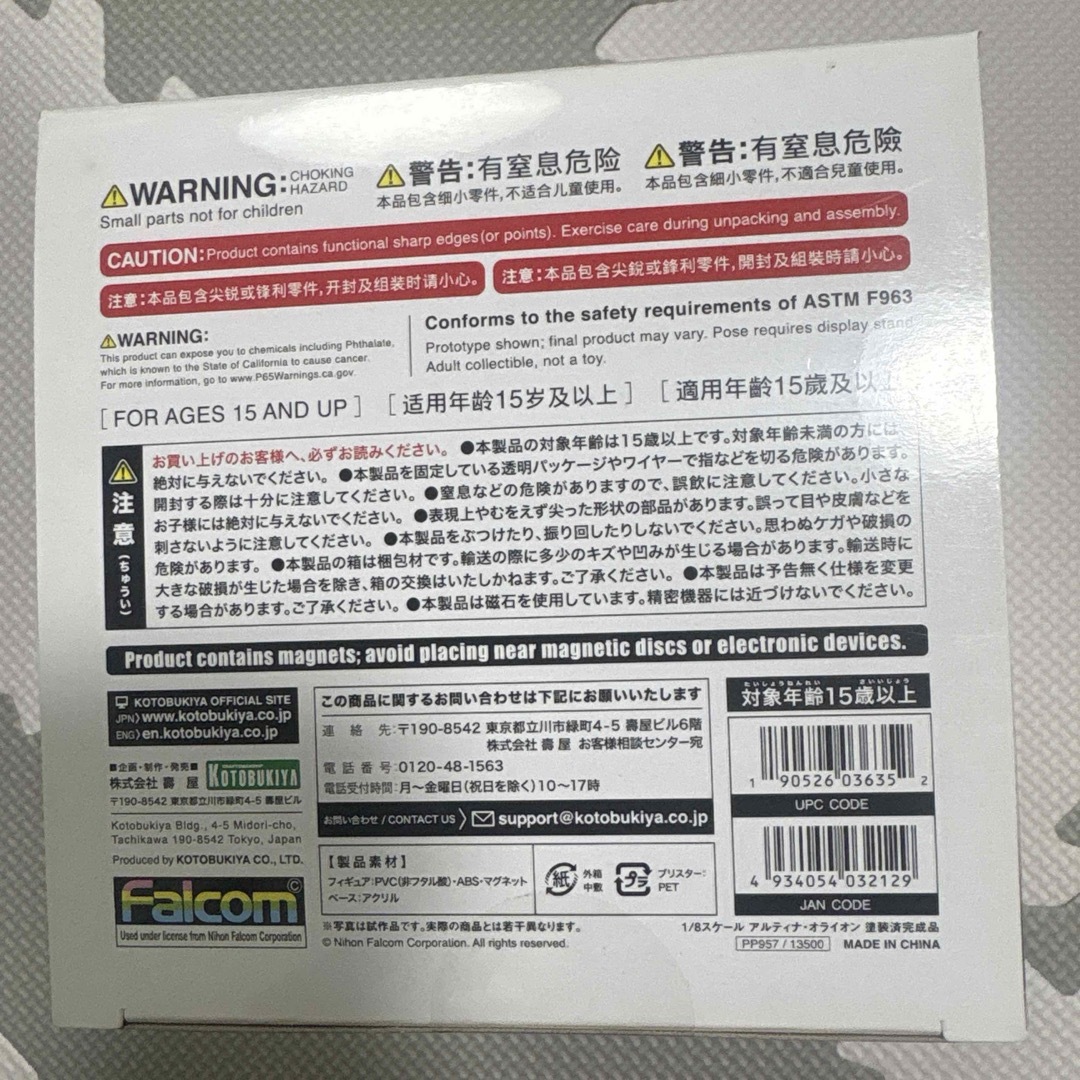 WARNING: CHOKING HAZARD
Small parts not for children
警告:有窒息危险
本品包含细小零件,不适合儿童使用。
警告:有窒息危險
本品包含細小零件,不適合兒童使用。
CAUTION: Product contains functional sharp edges (or points). Exercise care during unpacking and assembly.
注意:本品包含尖锐或锋利零件,开封及组装时请小心。
注意:本品包含尖銳或鋒利零件,開封及組裝時請小心。
WARNING:
This product can expose you to chemicals including Phthalate,
which is known to the State of California to cause cancer.
For more information, go to www.P65Warnings.ca.gov.
Conforms to the safety requirements of ASTM F963
Prototype shown; final product may vary. Pose requires display stand
Adult collectible, not a toy.
[FOR AGES 15 AND UP]
[适用年龄15岁及以上]
[適用年齡15歲及以
注意(ちゅうい)
お買い上げのお客様へ、必ずお読みください。 ●本製品の対象年齢は15歳以上です。対象年齢未満の方には
絶対に与えないでください。 ●本製品を固定している透明パッケージやワイヤーで指などを切る危険があります。
開封する際は十分に注意してください。 ●窒息などの危険がありますので、誤飲に注意してください。小さな
お子様には絶対に与えないでください。 ●表現上やむをえず尖った形状の部品があります。誤って目や皮膚などを
刺さないように注意してください。 ●本製品をぶつけたり、振り回したりしないでください。思わぬケガや破損の
危険があります。 ●本製品の箱は梱包材です。輸送の際に多少のキズや凹みが生じる場合があります。輸送時に
大きな破損が生じた場合を除き、箱の交換はいたしかねます。ご了承ください。 ●本製品は予告無く仕様を変更
する場合があります。ご了承ください。 ●本製品は磁石を使用しています。精密機器には近づけないでください。
Product contains magnets; avoid placing near magnetic discs or electronic devices.
KOTOBUKIYA OFFICIAL SITE
JPN〉www.kotobukiya.co.jp
ENG〉en.kotobukiya.co.jp
■企画・制作・発売■
株式会社 壽 屋 KOTOBUKIYA
〒190-8542 東京都立川市緑町4-5 壽屋ビル
Kotobukiya Bldg., 4-5 Midori-cho,
Tachikawa 190-8542 Tokyo, Japan
Produced by KOTOBUKIYA CO., LTD.
Falcom ©
Used under license from Nihon Falcom Corporation
この商品に関するお問い合わせは下記にお願いいたします
連 絡 先:〒190-8542 東京都立川市緑町4-5 壽屋ビル6階
株式会社 壽 屋 お客様相談センター宛
電 話 番 号:0120-48-1563
電話受付時間:月~金曜日(祝日を除く)10~17時
お問い合わせ / CONTACT US 〉 support@kotobukiya.co.jp
【製品素材】
フィギュア:PVC(非フタル酸)・ABS・マグネット
ベース:アクリル
紙 外箱 中敷
プラ ブリスター: PET
※写真は試作品です。実際の商品とは若干異なります。
© Nihon Falcom Corporation. All rights reserved.
たいしょうねんれい さいいじょう
対象年齢15歳以上
1 90526 03635 2
UPC CODE
4 934054 032129
JAN CODE
1/8スケール アルティナ・オライオン 塗装済完成品
PP957 / 13500 MADE IN CHINA